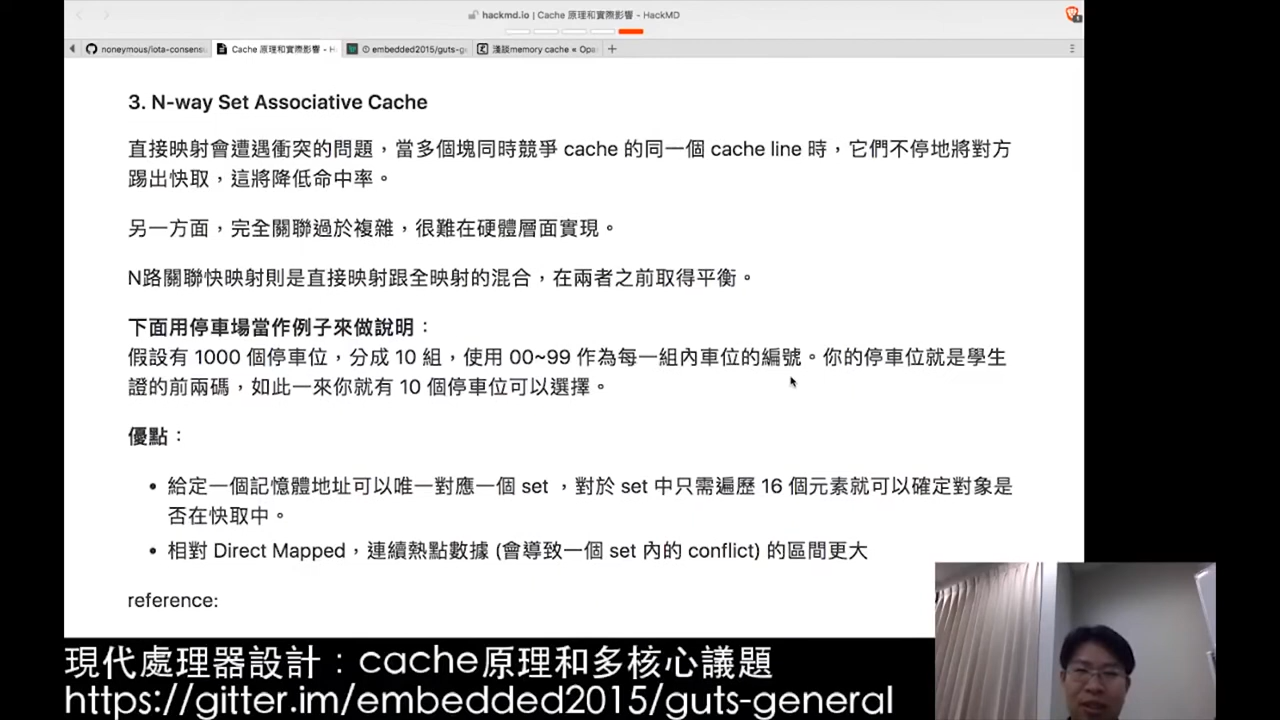 hackmd.io | Cache 原理和實際影響 - HackMD
noneymous/iota-consensu
Cache 原理和實際影響 - H
embedded2015/guts-g
淺談memory cache « Opa
3. N-way Set Associative Cache
直接映射會遭遇衝突的問題，當多個塊同時競爭 cache 的同一個 cache line 時，它們不停地將對方
踢出快取，這將降低命中率。
另一方面，完全關聯過於複雜，很難在硬體層面實現。
N路關聯快映射則是直接映射跟全映射的混合，在兩者之前取得平衡。
下面用停車場當作例子來做說明：
假設有 1000 個停車位，分成 10 組，使用 00~99 作為每一組內車位的編號。你的停車位就是學生
證的前兩碼，如此一來你就有 10 個停車位可以選擇。
優點：
• 給定一個記憶體地址可以唯一對應一個 set ，對於 set 中只需遍歷 16 個元素就可以確定對象是
否在快取中。
• 相對 Direct Mapped，連續熱點數據 (會導致一個 set 內的 conflict) 的區間更大
reference:
現代處理器設計：cache原理和多核心議題
https://gitter.im/embedded2015/guts-general